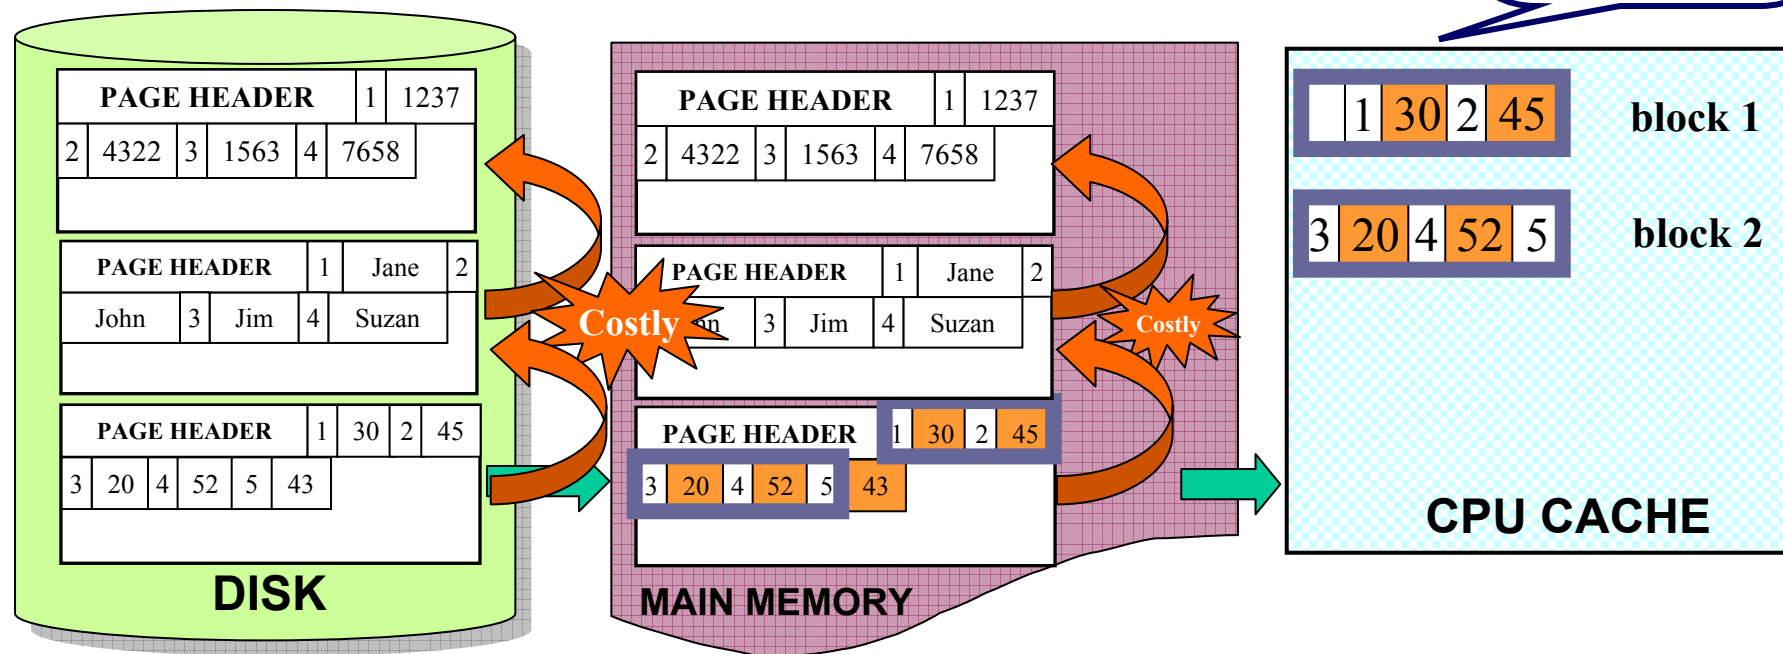 PAGE HEADER 1 1237
2 4322 3 1563 4 7658
PAGE HEADER 1 Jane 2
John 3 Jim 4 Suzan
PAGE HEADER 1 30 2 45
3 20 4 52 5 43
DISK
Costly
PAGE HEADER 1 1237
2 4322 3 1563 4 7658
PAGE HEADER 1 Jane 2
3 Jim 4 Suzan
PAGE HEADER 1 30 2 45
3 20 4 52 5 43
MAIN MEMORY
Costly
1 30 2 45 block 1
3 20 4 52 5 block 2
CPU CACHE